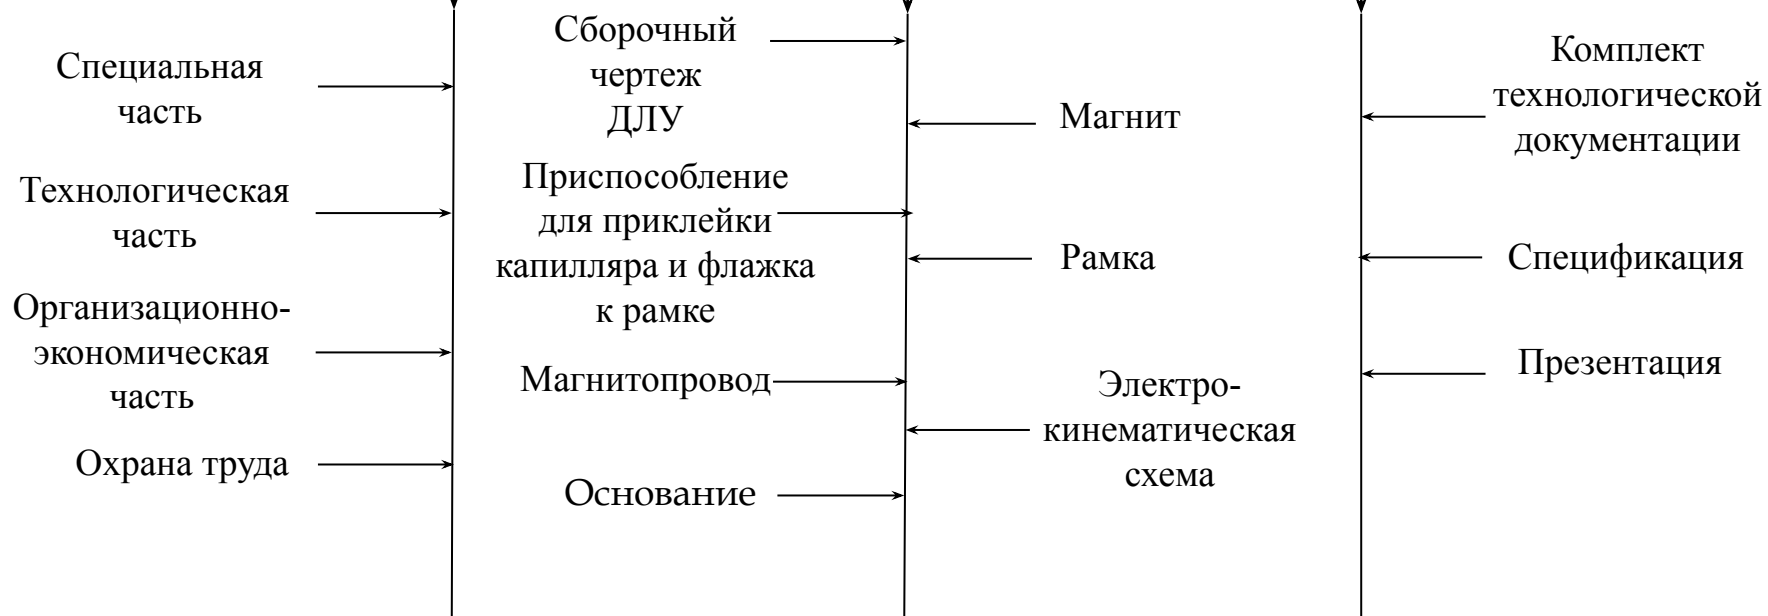 Специальная
часть
Технологическая
часть
Организационно-
экономическая
часть
Охрана труда
Сборочный
чертеж
ДЛУ
Приспособление
для приклейки
капилляра и флажка
к рамке
Магнитопровод
Основание
Магнит
Рамка
Электро-
кинематическая
схема
Комплект
технологической
документации
Спецификация
Презентация